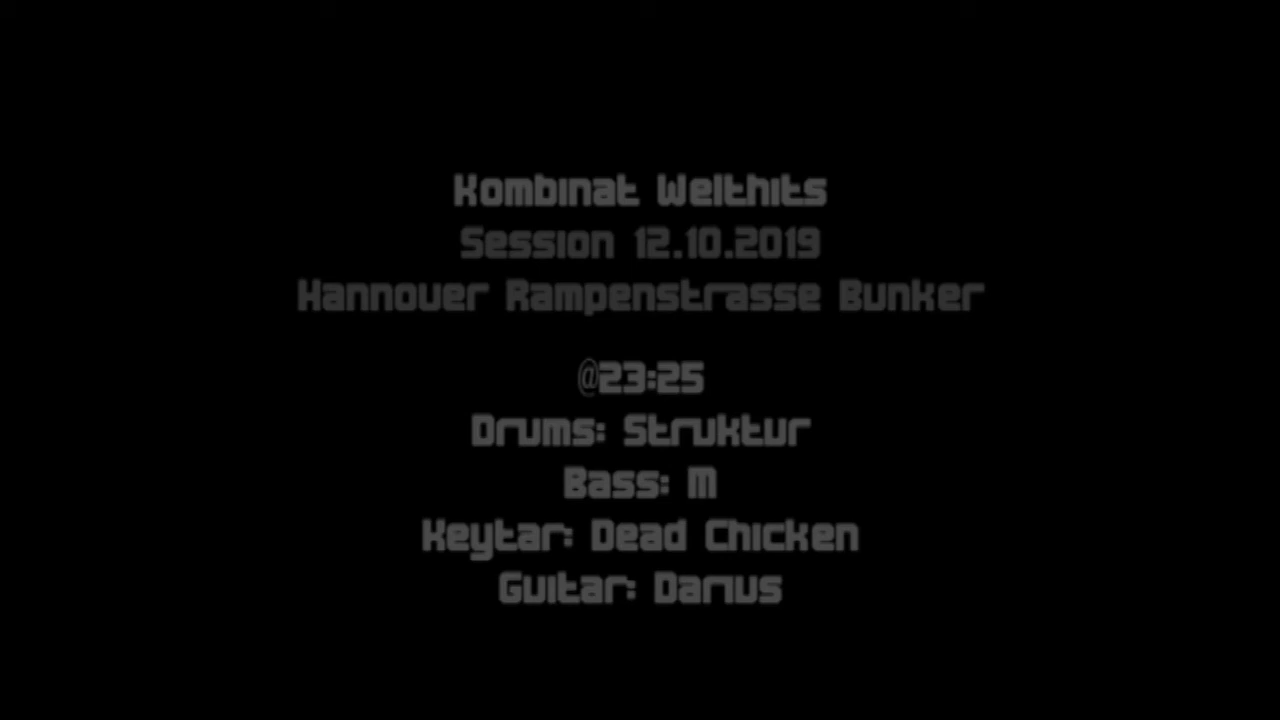 Kombinat Welthits
Session 12.10.2019
Hannover Rampenstrasse Bunker
@23:25
Drums: Struktur
Bass: M
Keytar: Dead Chicken
Guitar: Darius